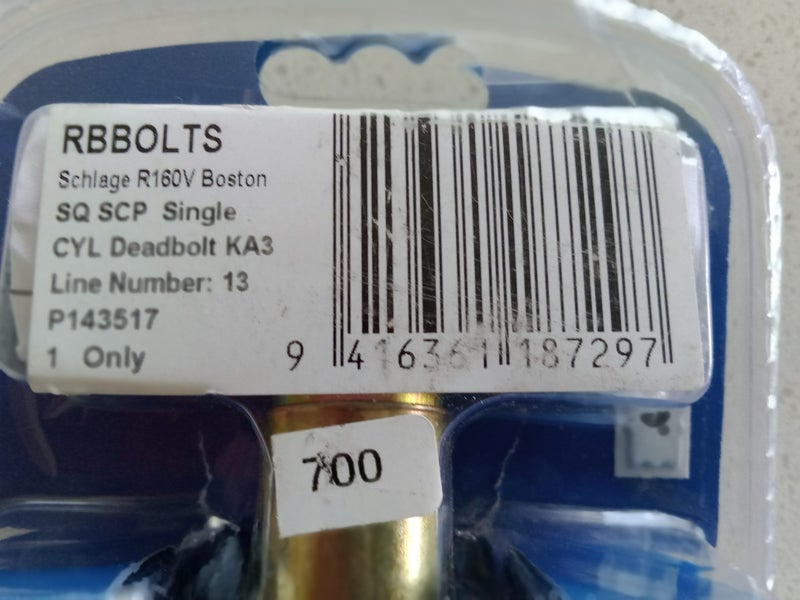 RBBOLTS
Schlage R160V Boston
SQ SCP Single
CYL Deadbolt KA3
Line Number: 13
P143517
1 Only
9 416361 187297
700